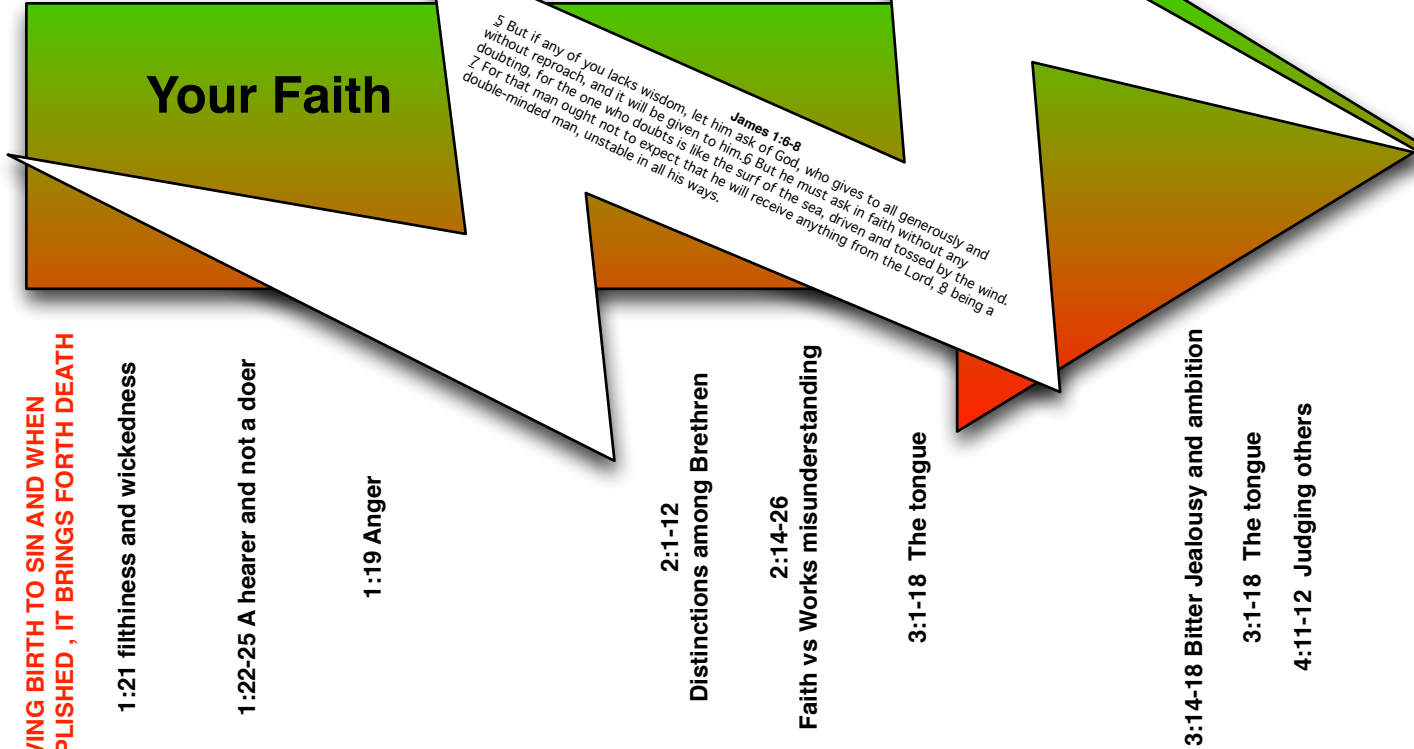 Your Faith
James 1:6-8
5 But if any of you lacks wisdom, let him ask of God, who gives to all generously and
without reproach, and it will be given to him.6 But he must ask in faith without any
doubting, for the one who doubts is like the surf of the sea, driven and tossed by the wind.
7 For that man ought not to expect that he will receive anything from the Lord, 8 being a
double-minded man, unstable in all his ways.
VING BIRTH TO SIN AND WHEN
PLISHED , IT BRINGS FORTH DEATH
1:21 filthiness and wickedness
1:22-25 A hearer and not a doer
1:19 Anger
2:1-12
Distinctions among Brethren
2:14-26
Faith vs Works misunderstanding
3:1-18 The tongue
3:14-18 Bitter Jealousy and ambition
3:1-18 The tongue
4:11-12 Judging others